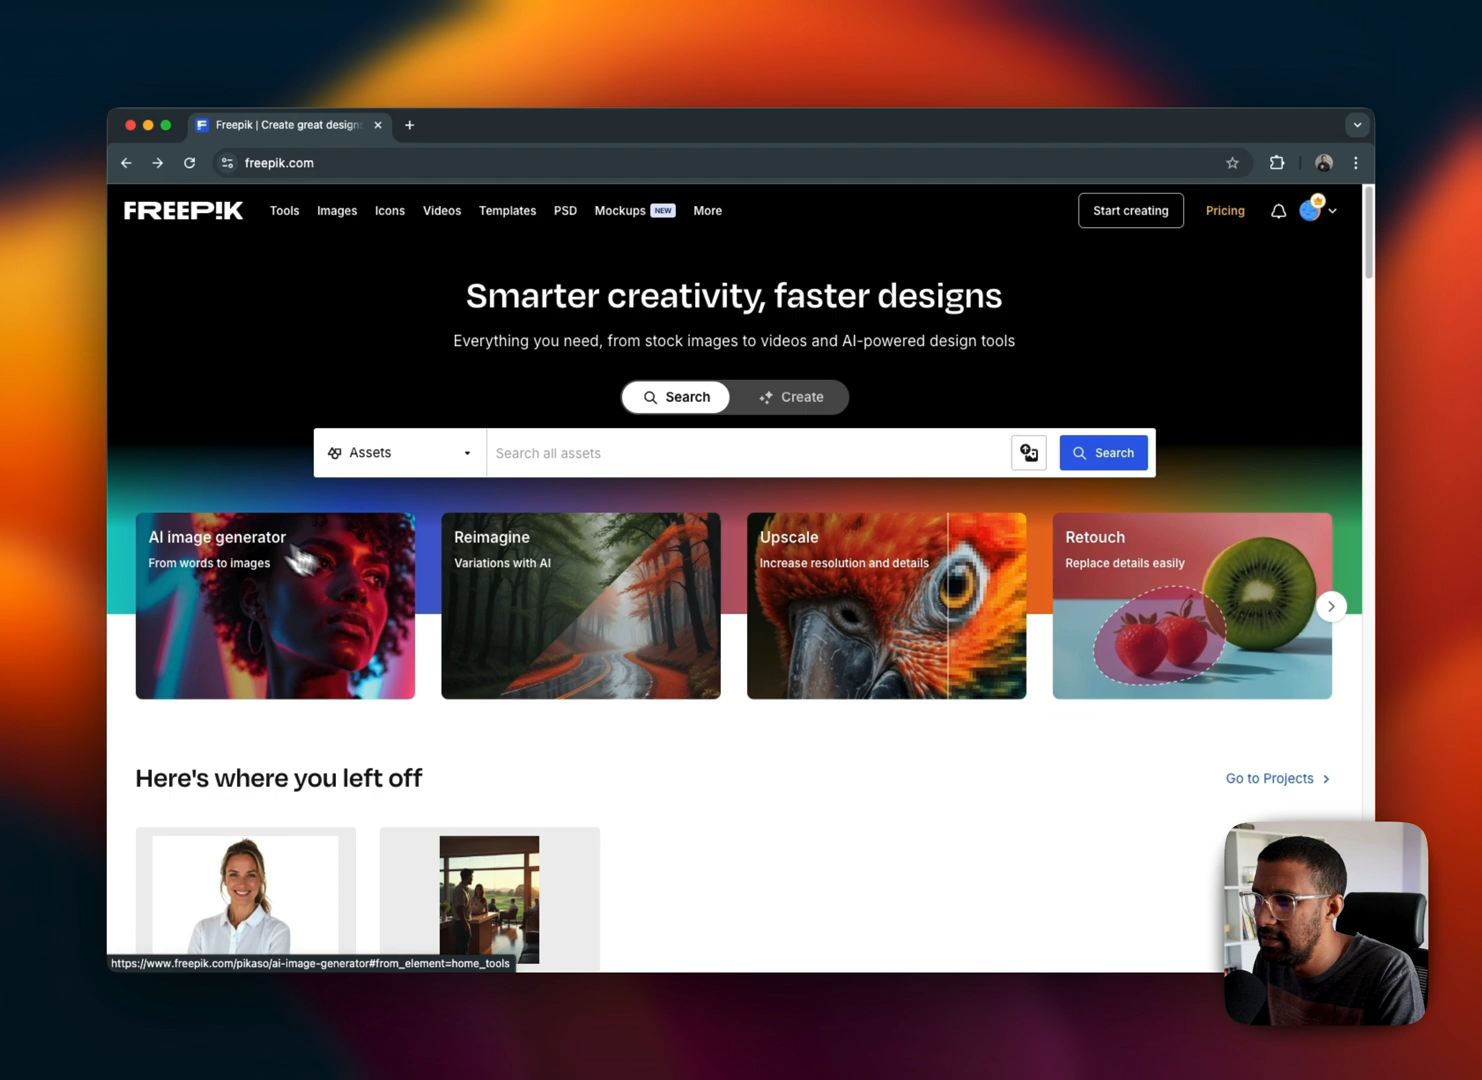 Freepik | Create great design
freepik.com
FREEP!K
Tools
Images
Icons
Videos
Templates
PSD
Mockups NEW
More
Start creating
Pricing
Smarter creativity, faster designs
Everything you need, from stock images to videos and AI-powered design tools
Search
Create
Assets
Search all assets
Search
AI image generator
From words to images
Reimagine
Variations with AI
Upscale
Increase resolution and details
Retouch
Replace details easily
Here's where you left off
Go to Projects
https://www.freepik.com/pikaso/ai-image-generator#from_element=home_tools